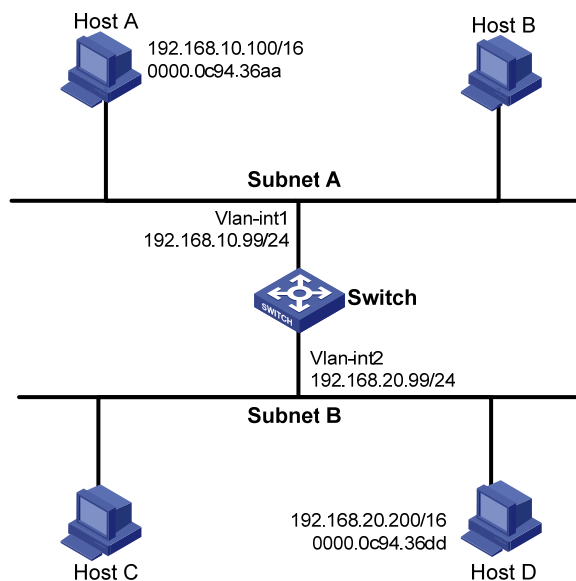 Host A
192.168.10.100/16
0000.0c94.36aa
Host B
Subnet A
Vlan-int1
192.168.10.99/24
SWITCH
Switch
Vlan-int2
192.168.20.99/24
Subnet B
Host C
192.168.20.200/16
0000.0c94.36dd
Host D